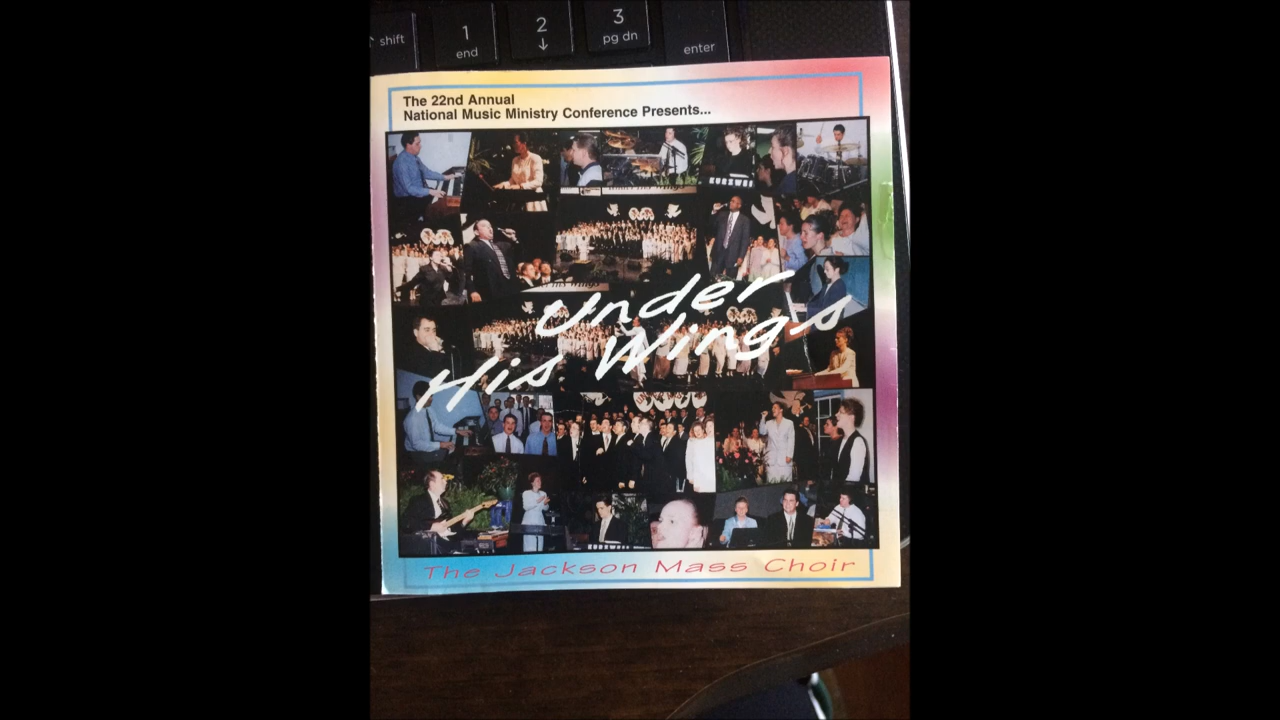 shift
1
end
2
↓
3
pg dn
enter
The 22nd Annual
National Music Ministry Conference Presents...
KURZWEIL
Under
His Wings
The Jackson Mass Choir